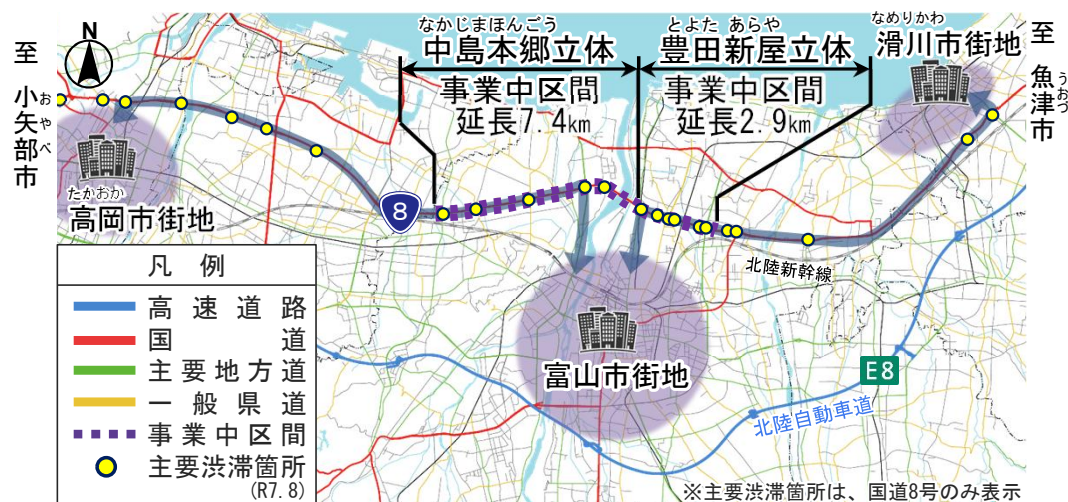 なかじまほんごう
中島本郷立体
事業中区間
延長7.4km
とよた あらや
豊田新屋立体
事業中区間
延長2.9km
なめりかわ
滑川市街地
至 魚津市
うおづ
至 小矢部市
おやべ
N
たかおか
高岡市街地
8
北陸新幹線
富山市街地
E8
北陸自動車道
凡例
高速道路
国道
主要地方道
一般県道
事業中区間
主要渋滞箇所
(R7.8)
※主要渋滞箇所は、国道8号のみ表示